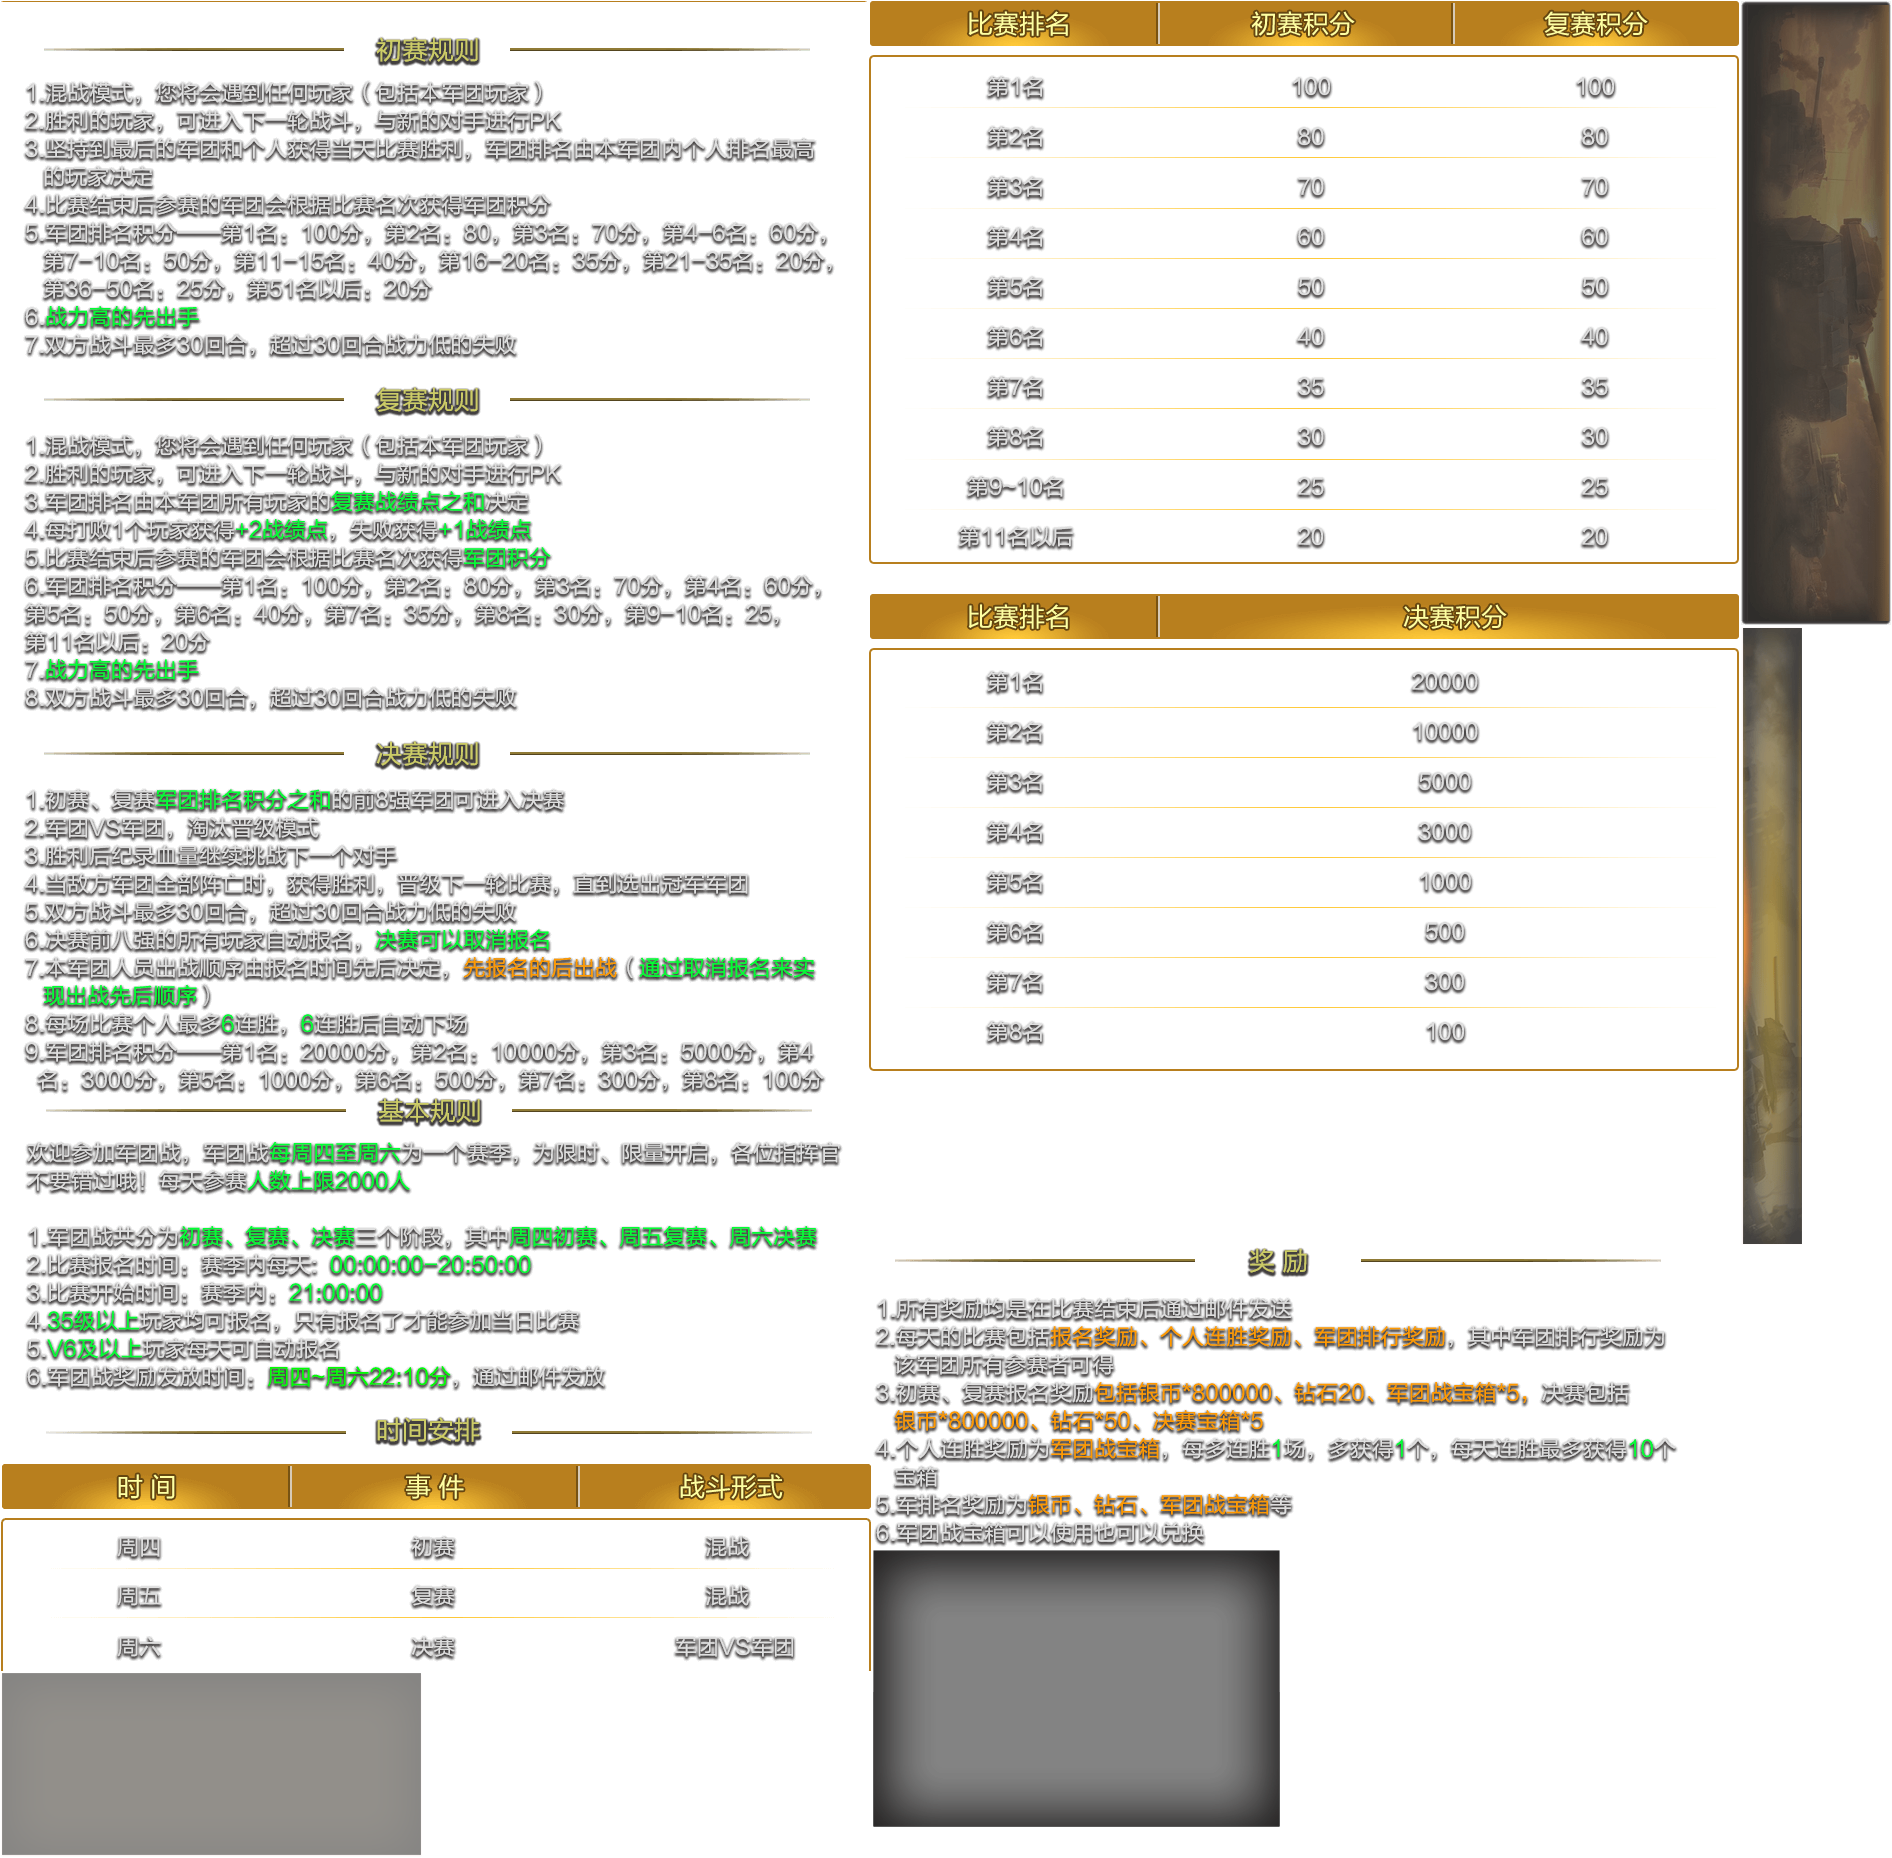 初赛规则
1.混战模式，您将会遇到任何玩家（包括本军团玩家）
2.胜利的玩家，可进入下一轮战斗，与新的对手进行PK
3.坚持到最后的军团和个人获得当天比赛胜利，军团排名由本军团内个人排名最高
的玩家决定
4.比赛结束后参赛的军团会根据比赛名次获得军团积分
5.军团排名积分——第1名：100分，第2名：80，第3名：70分，第4-6名：60分，
第7-10名：50分，第11-15名：40分，第16-20名：35分，第21-35名：20分，
第36-50名：25分，第51名以后：20分
6.战力高的先出手
7.双方战斗最多30回合，超过30回合战力低的失败
复赛规则
1.混战模式，您将会遇到任何玩家（包括本军团玩家）
2.胜利的玩家，可进入下一轮战斗，与新的对手进行PK
3.军团排名由本军团所有玩家的复赛战绩点之和决定
4.每打败1个玩家获得+2战绩点，失败获得+1战绩点
5.比赛结束后参赛的军团会根据比赛名次获得军团积分
6.军团排名积分——第1名：100分，第2名：80分，第3名：70分，第4名：60分，
第5名：50分，第6名：40分，第7名：35分，第8名：30分，第9-10名：25，
第11名以后：20分
7.战力高的先出手
8.双方战斗最多30回合，超过30回合战力低的失败
决赛规则
1.初赛、复赛军团排名积分之和的前8强军团可进入决赛
2.军团VS军团，淘汰晋级模式
3.胜利后纪录血量继续挑战下一个对手
4.当敌方军团全部阵亡时，获得胜利，晋级下一轮比赛，直到选出冠军军团
5.双方战斗最多30回合，超过30回合战力低的失败
6.决赛前八强的所有玩家自动报名，决赛可以取消报名
7.本军团人员出战顺序由报名时间先后决定，先报名的后出战（通过取消报名来实
现出战先后顺序）
8.每场比赛个人最多6连胜，6连胜后自动下场
9.军团排名积分——第1名：20000分，第2名：10000分，第3名：5000分，第4
名：3000分，第5名：1000分，第6名：500分，第7名：300分，第8名：100分
基本规则
欢迎参加军团战，军团战每周四至周六为一个赛季，为限时、限量开启，各位指挥官
不要错过哦！每天参赛人数上限2000人
1.军团战共分为初赛、复赛、决赛三个阶段，其中周四初赛、周五复赛、周六决赛
2.比赛报名时间：赛季内每天：00:00:00-20:50:00
3.比赛开始时间：赛季内：21:00:00
4.35级以上玩家均可报名，只有报名了才能参加当日比赛
5.V6及以上玩家每天可自动报名
6.军团战奖励发放时间：周四~周六22:10分，通过邮件发放
时间安排
时 间 事 件 战斗形式
周四 初赛 混战
周五 复赛 混战
周六 决赛 军团VS军团
比赛排名 初赛积分 复赛积分
第1名 100 100
第2名 80 80
第3名 70 70
第4名 60 60
第5名 50 50
第6名 40 40
第7名 35 35
第8名 30 30
第9~10名 25 25
第11名以后 20 20
比赛排名 决赛积分
第1名 20000
第2名 10000
第3名 5000
第4名 3000
第5名 1000
第6名 500
第7名 300
第8名 100
奖 励
1.所有奖励均是在比赛结束后通过邮件发送
2.每天的比赛包括报名奖励、个人连胜奖励、军团排行奖励，其中军团排行奖励为
该军团所有参赛者可得
3.初赛、复赛报名奖励包括银币*800000、钻石20、军团战宝箱*5，决赛包括
银币*800000、钻石*50、决赛宝箱*5
4.个人连胜奖励为军团战宝箱，每多连胜1场，多获得1个，每天连胜最多获得10个
宝箱
5.军排名奖励为银币、钻石、军团战宝箱等
6.军团战宝箱可以使用也可以兑换